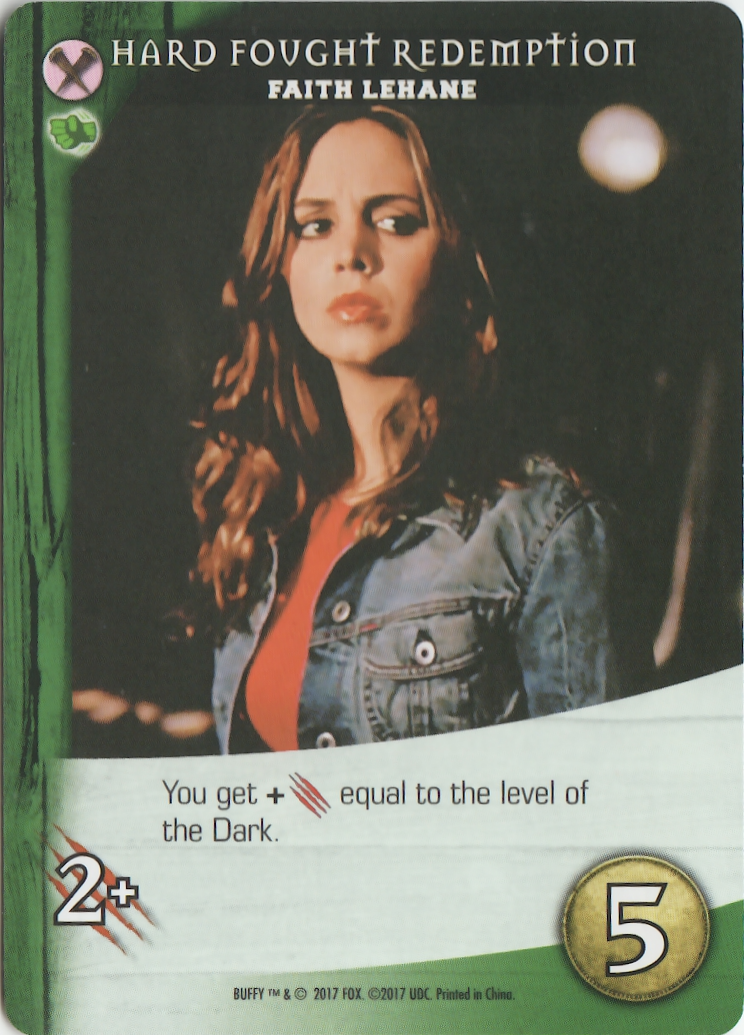 HARD FOUGHT REDEMPTION
FAITH LEHANE
You get + equal to the level of
the Dark.
2+
5
BUFFY ™ & © 2017 FOX. ©2017 UDC. Printed in China.